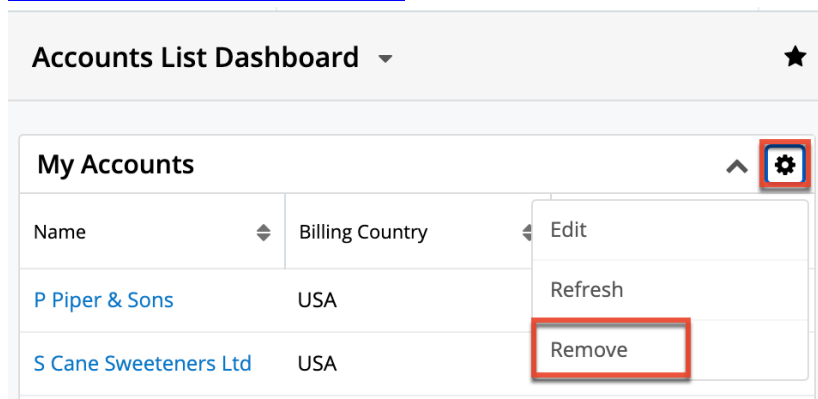 Accounts List Dashboard
My Accounts
Name
Billing Country
Edit
Refresh
Remove
P Piper & Sons
USA
S Cane Sweeteners Ltd
USA